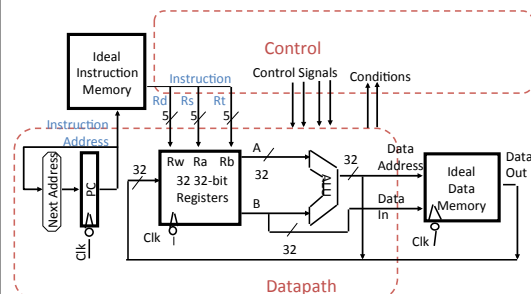 Control
Ideal
Instruction
Memory
Instruction
Control Signals
Conditions
Rd Rs Rt
5 5 5
Instruction
Address
Next Address
PC
Clk
32
Rw Ra Rb
32 32-bit
Registers
Clk
A
32
B
32
ALU
32
Data
Address
Data
In
Ideal
Data
Memory
Clk
Data
Out
Datapath